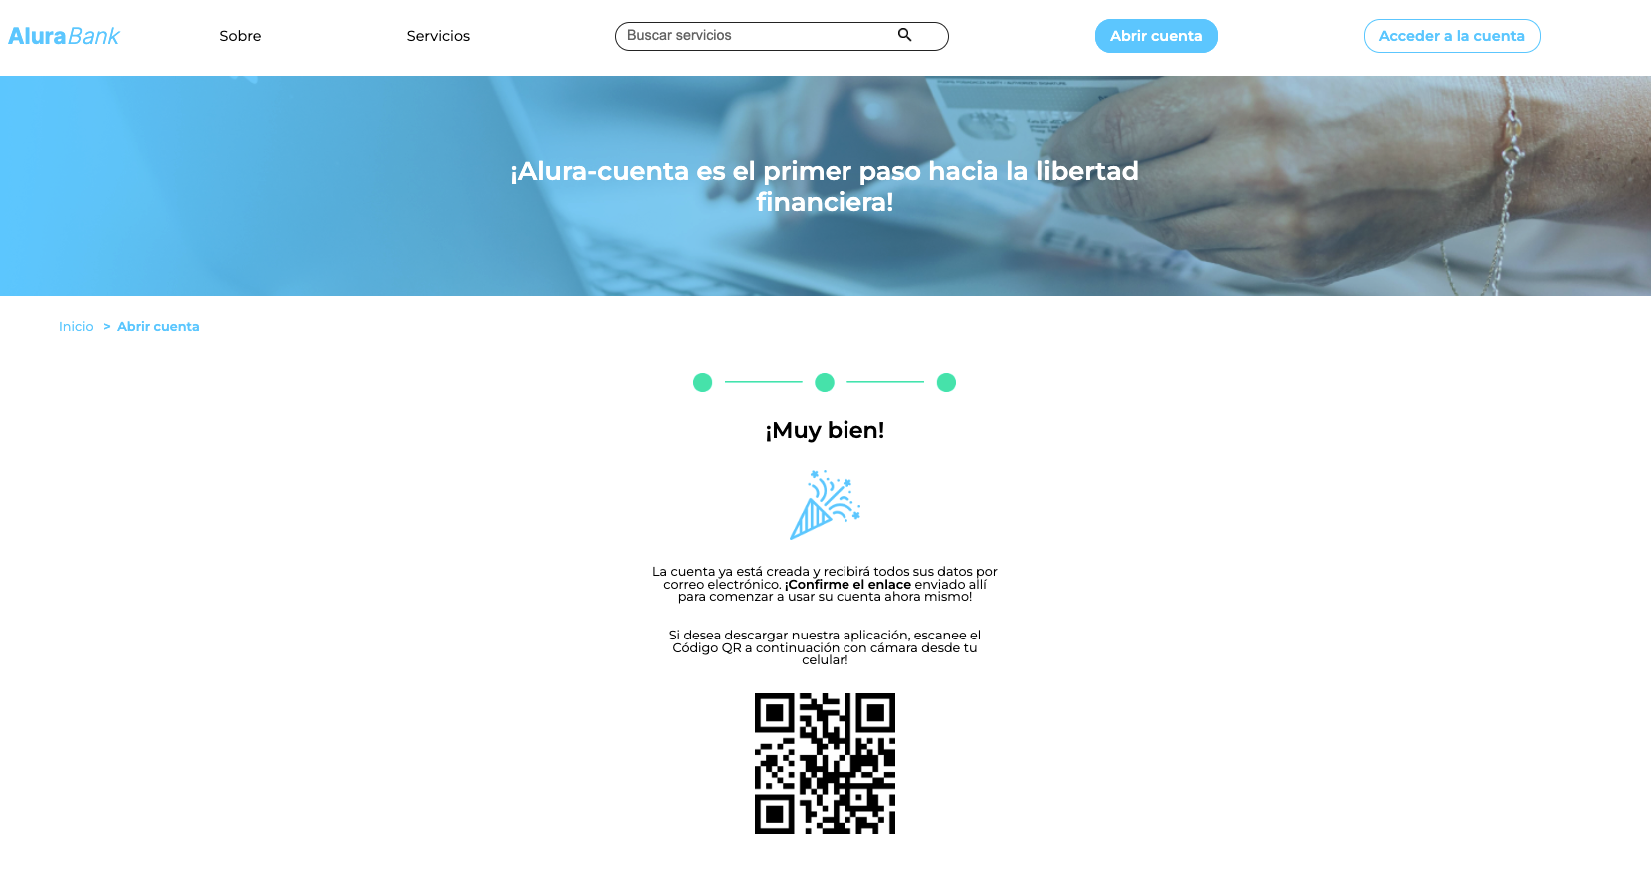 AluraBank
Sobre
Servicios
Buscar servicios
Abrir cuenta
Acceder a la cuenta
¡Alura-cuenta es el primer paso hacia la libertad
financiera!
Inicio > Abrir cuenta
¡Muy bien!
La cuenta ya está creada y recibirá todos sus datos por
correo electrónico. ¡Confirme el enlace enviado allí
para comenzar a usar su cuenta ahora mismo!
Si desea descargar nuestra aplicación, escanee el
Código QR a continuación con cámara desde tu
celular!